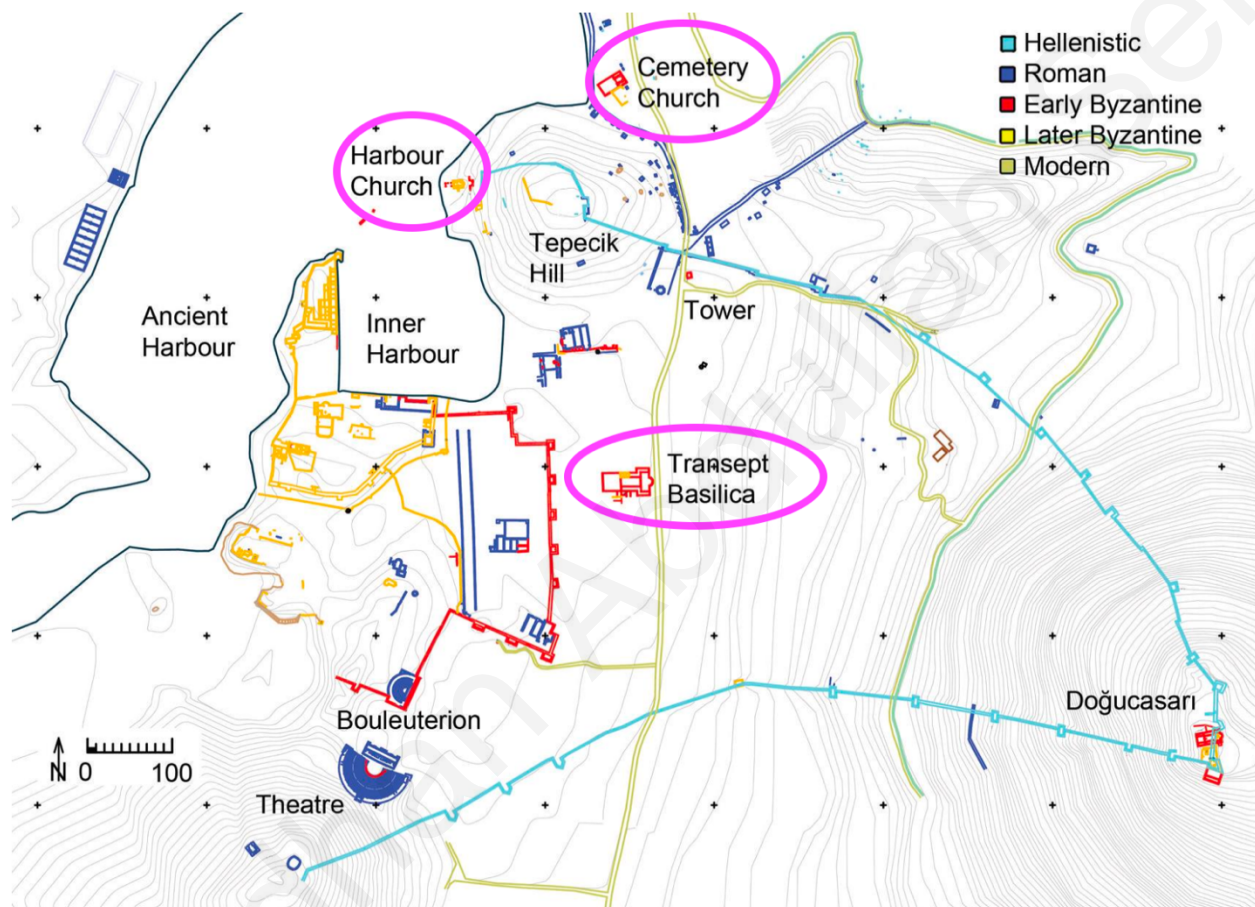 Hellenistic
Roman
Early Byzantine
Later Byzantine
Modern
Cemetery
Church
Harbour
Church
Tepecik
Hill
Tower
Ancient
Harbour
Inner
Harbour
Transept
Basilica
Doğucasarı
Bouleuterion
Theatre
N 0 100